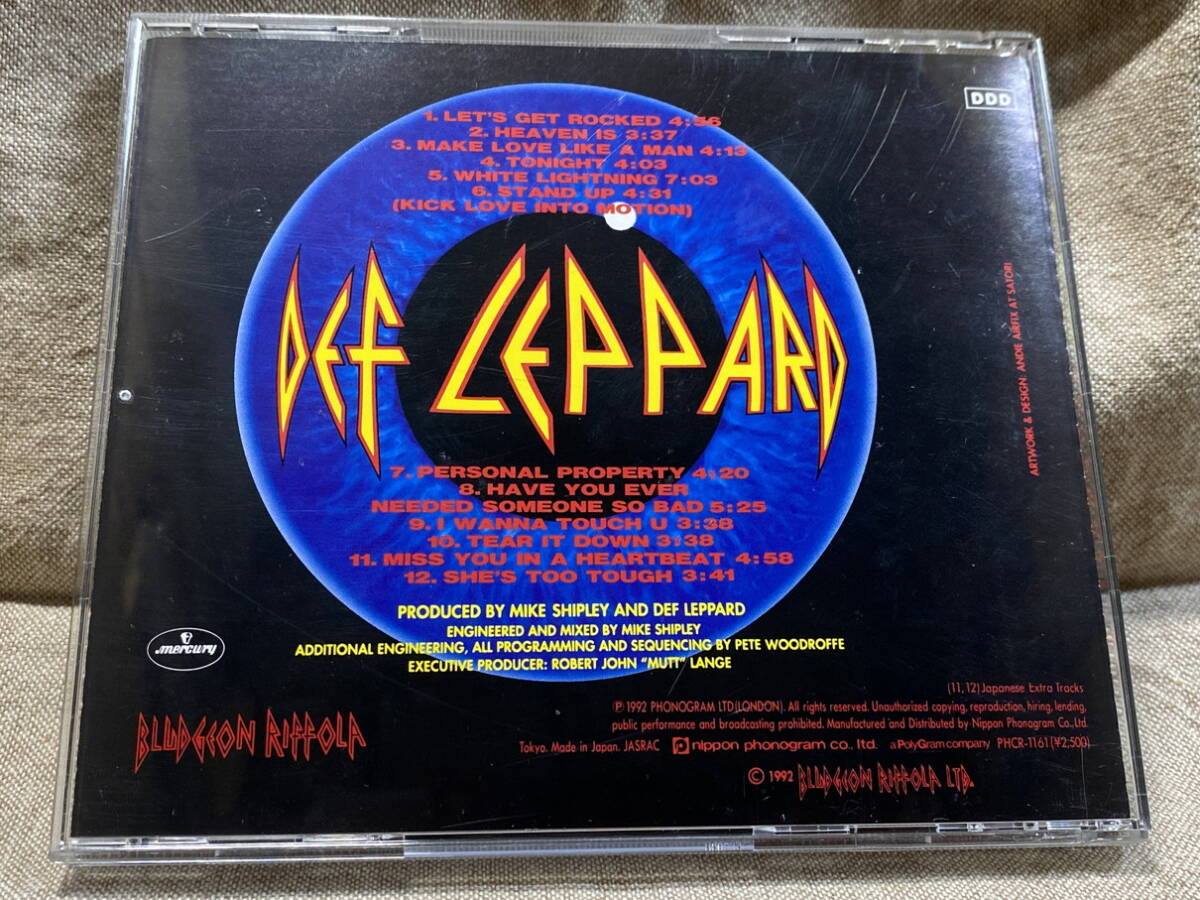 DDD
1. LET'S GET ROCKED 4:56
2. HEAVEN IS 3:37
3. MAKE LOVE LIKE A MAN 4:13
4. TONIGHT 4:03
5. WHITE LIGHTNING 7:03
6. STAND UP 4:31
(KICK LOVE INTO MOTION)
DEF LEPPARD
7. PERSONAL PROPERTY 4:20
8. HAVE YOU EVER
NEEDED SOMEONE SO BAD 5:25
9. I WANNA TOUCH U 3:38
10. TEAR IT DOWN 3:38
11. MISS YOU IN A HEARTBEAT 4:58
12. SHE'S TOO TOUGH 3:41
PRODUCED BY MIKE SHIPLEY AND DEF LEPPARD
ENGINEERED AND MIXED BY MIKE SHIPLEY
ADDITIONAL ENGINEERING, ALL PROGRAMMING AND SEQUENCING BY PETE WOODROFFE
EXECUTIVE PRODUCER: ROBERT JOHN "MUTT" LANGE
ARTWORK & DESIGN. ANDIE AIRFIX AT SATORI
mercury
BLUDGEON RIFFOLA
(11, 12) Japanese Extra Tracks
℗ 1992 PHONOGRAM LTD(LONDON). All rights reserved. Unauthorized copying, reproduction, hiring, lending,
public performance and broadcasting prohibited. Manufactured and Distributed by Nippon Phonogram Co., Ltd.
Tokyo. Made in Japan. JASRAC nippon phonogram co., ltd. a PolyGram company PHCR-1161 (¥2,500)
© 1992 BLUDGEON RIFFOLA LTD.